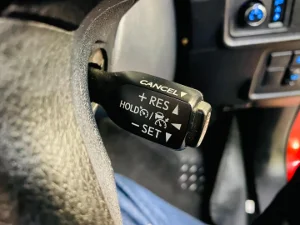 CANCEL▼
+ RES ▲
HOLD / ◀
−SET▼